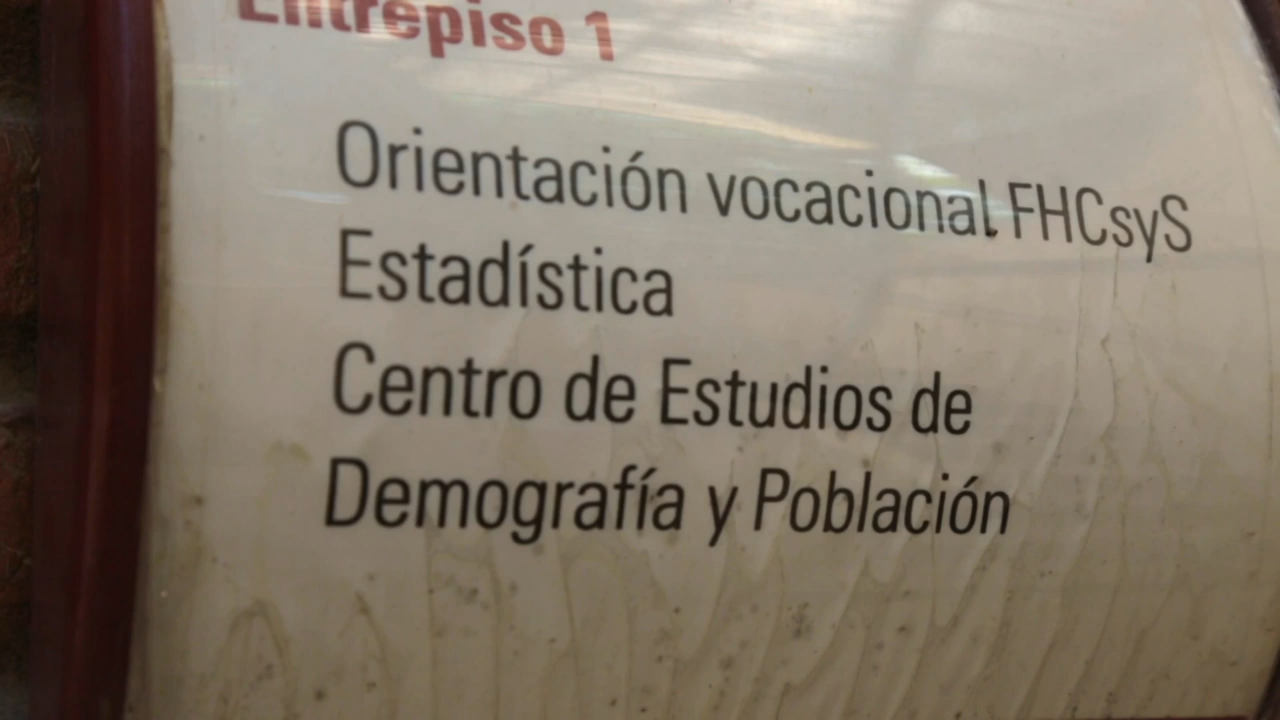 Entrepiso 1
Orientación vocacional FHCsyS
Estadística
Centro de Estudios de
Demografía y Población